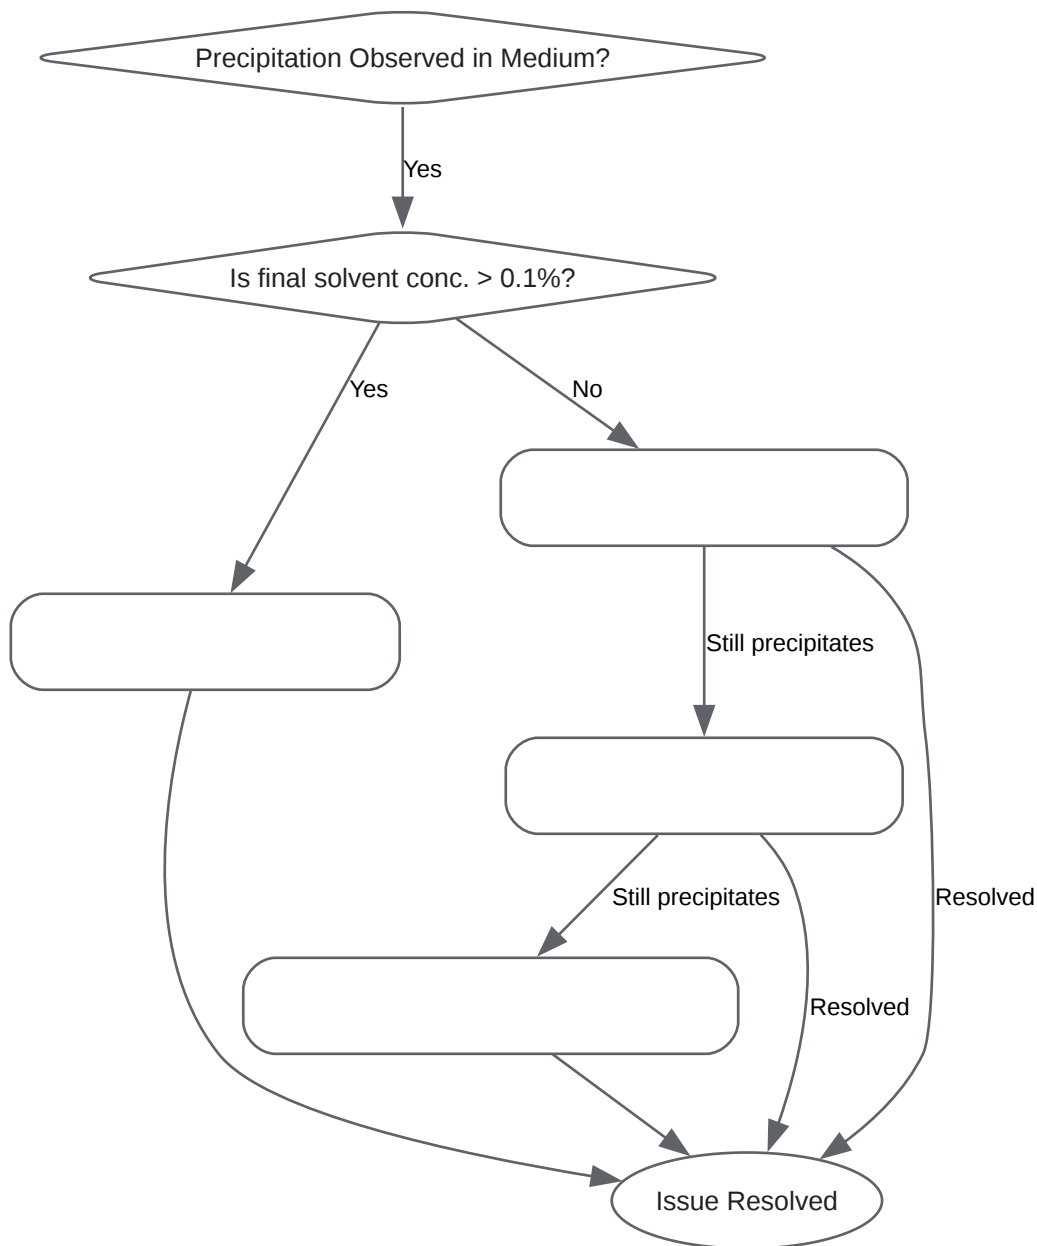 Precipitation Observed in Medium?
Yes
Is final solvent conc. > 0.1%?
Yes
No
Still precipitates
Still precipitates
Resolved
Resolved
Issue Resolved